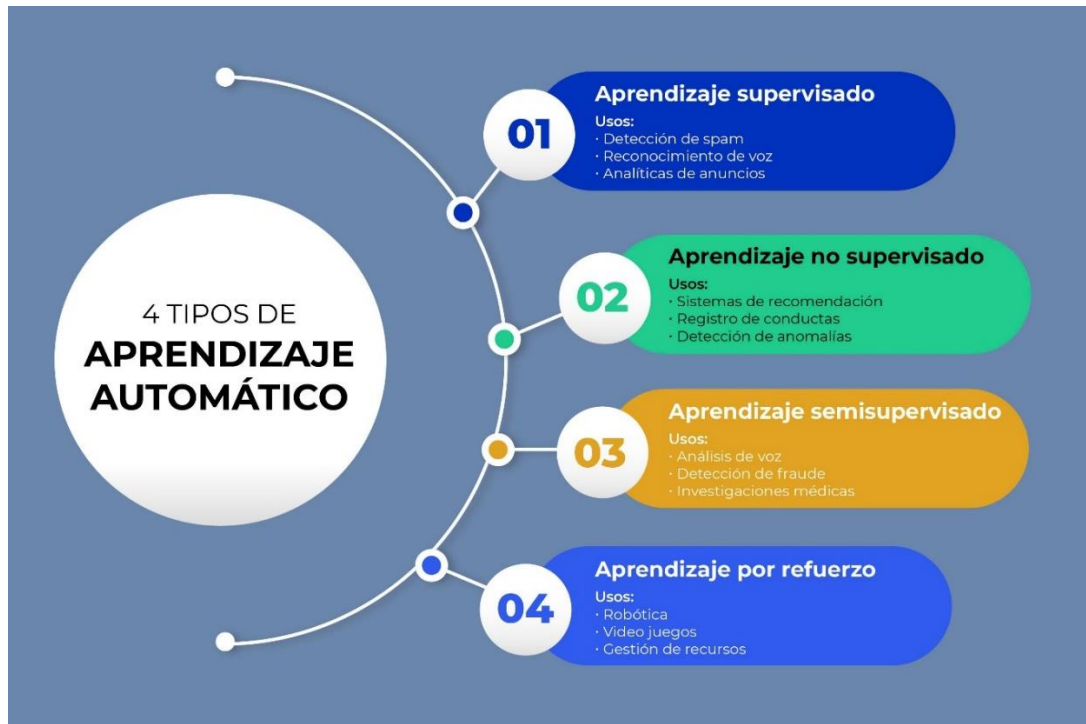 4 TIPOS DE
APRENDIZAJE
AUTOMÁTICO
01
Aprendizaje supervisado
Usos:
· Detección de spam
· Reconocimiento de voz
· Analíticas de anuncios
02
Aprendizaje no supervisado
Usos:
· Sistemas de recomendación
· Registro de conductas
· Detección de anomalías
03
Aprendizaje semisupervisado
Usos:
· Análisis de voz
· Detección de fraude
· Investigaciones médicas
04
Aprendizaje por refuerzo
Usos:
· Robótica
· Video juegos
· Gestión de recursos